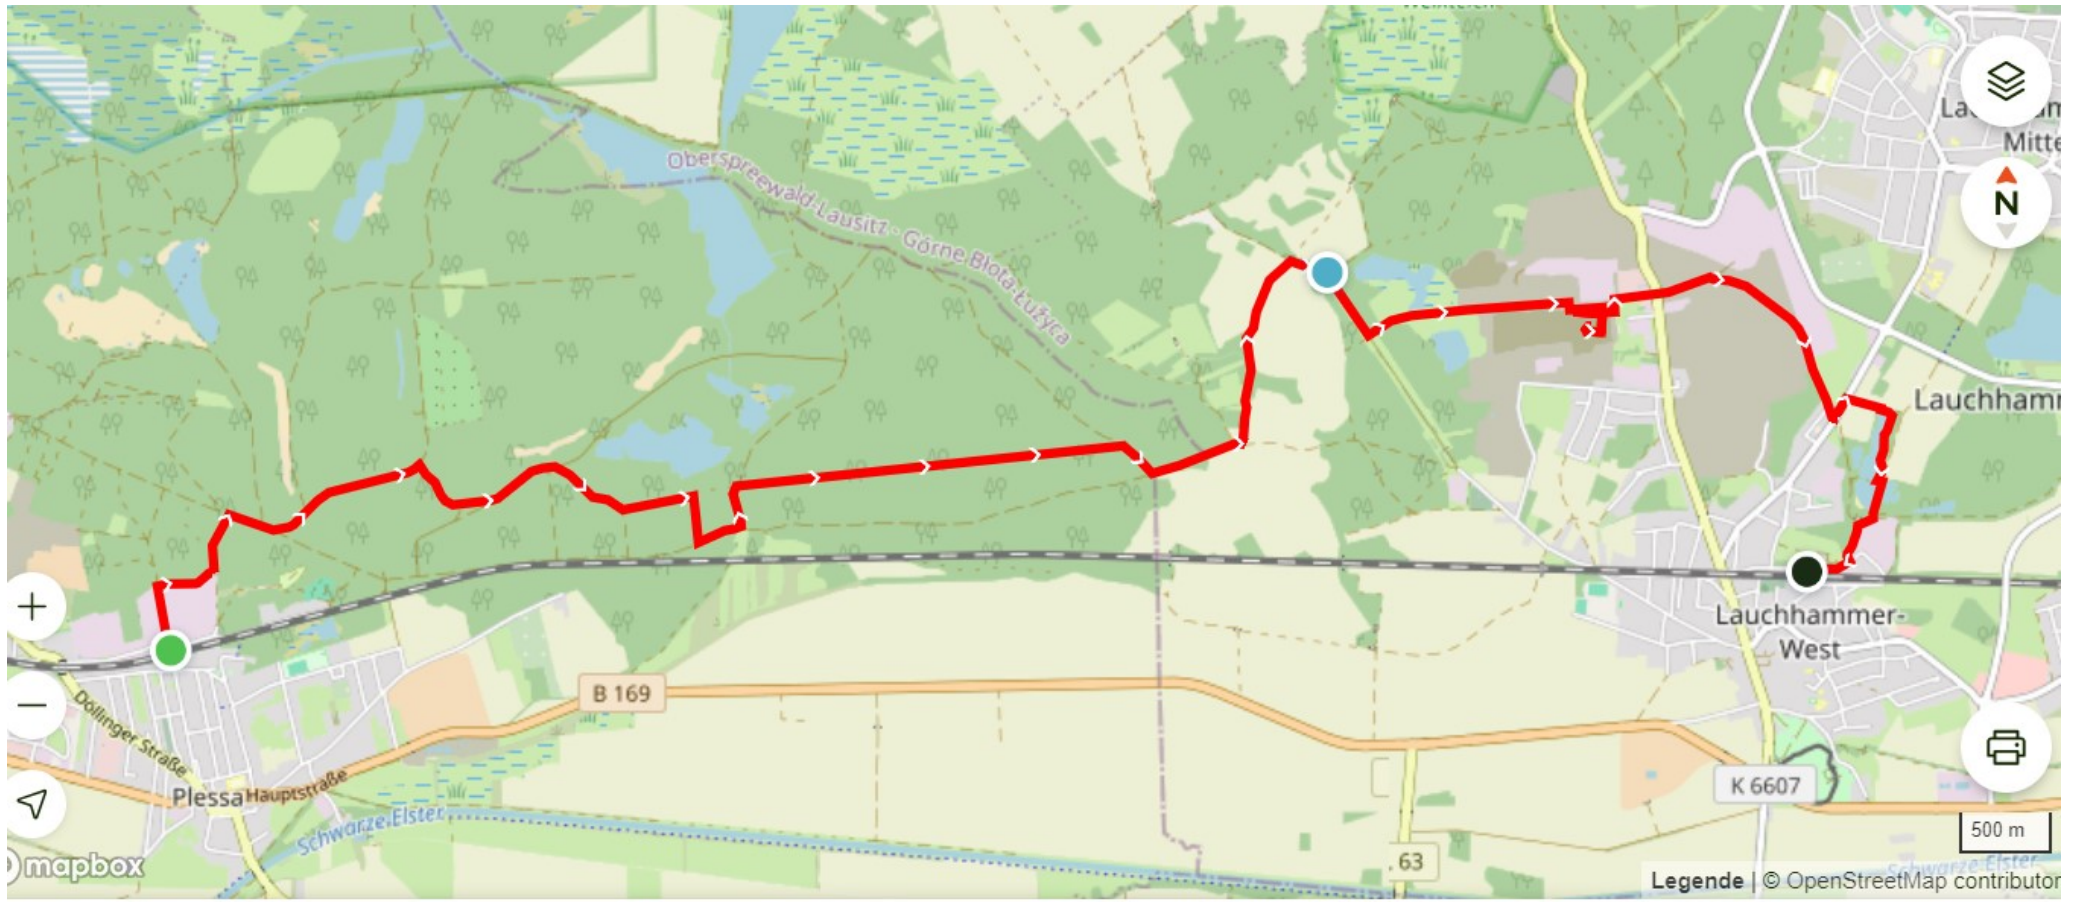 Lauchhamm
Mitte
N
Oberspreewald-Lausitz - Górne Błota-Łužyca
Lauchhamm
Lauchhammer-
West
B 169
Döllinger Straße
Plessa
Hauptstraße
K 6607
Schwarze Elster
500 m
63
mapbox
Schwarze Elster
Legende | © OpenStreetMap contributor